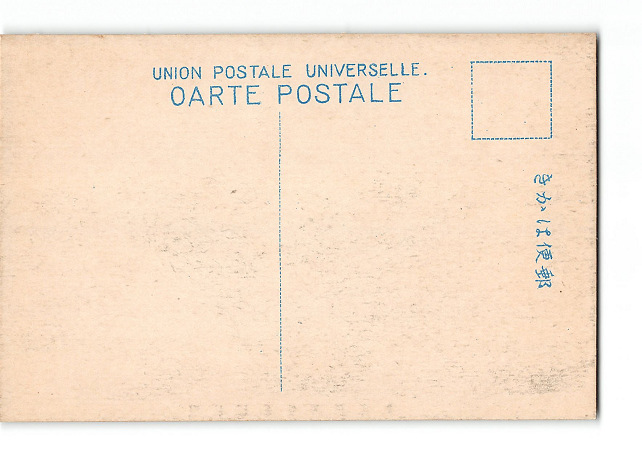 UNION POSTALE UNIVERSELLE.
OARTE POSTALE
きがは便郵